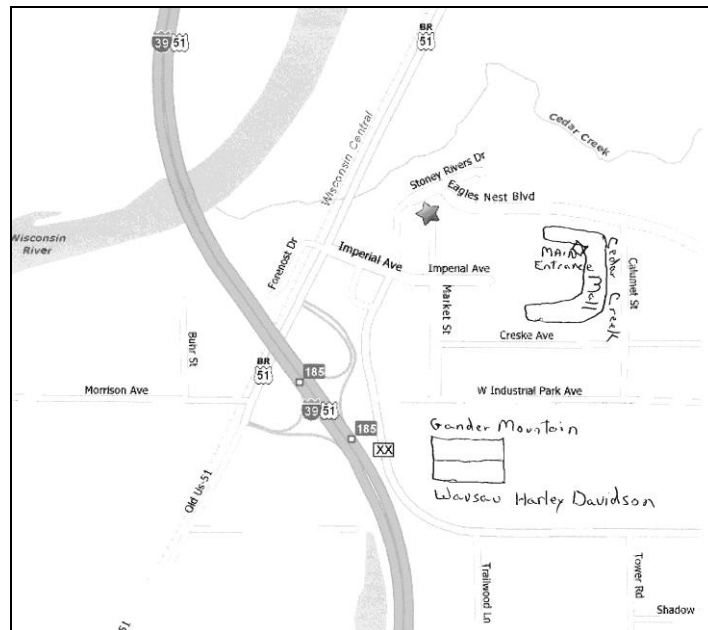 39 51
BR
51
Wisconsin Central
Cedar Creek
Stoney Rivers Dr
Eagles Nest Blvd
Wisconsin
River
Forehost Dr
Imperial Ave
Imperial Ave
MAIN
Entrance
Mall
Cedar Creek
Calumet St
Market St
Buhr St
Creske Ave
BR
51
185
Morrison Ave
W Industrial Park Ave
39 51
185
XX
Gander Mountain
Wausau Harley Davidson
Old US-51
Trailwood Ln
Tower Rd
Shadow
51